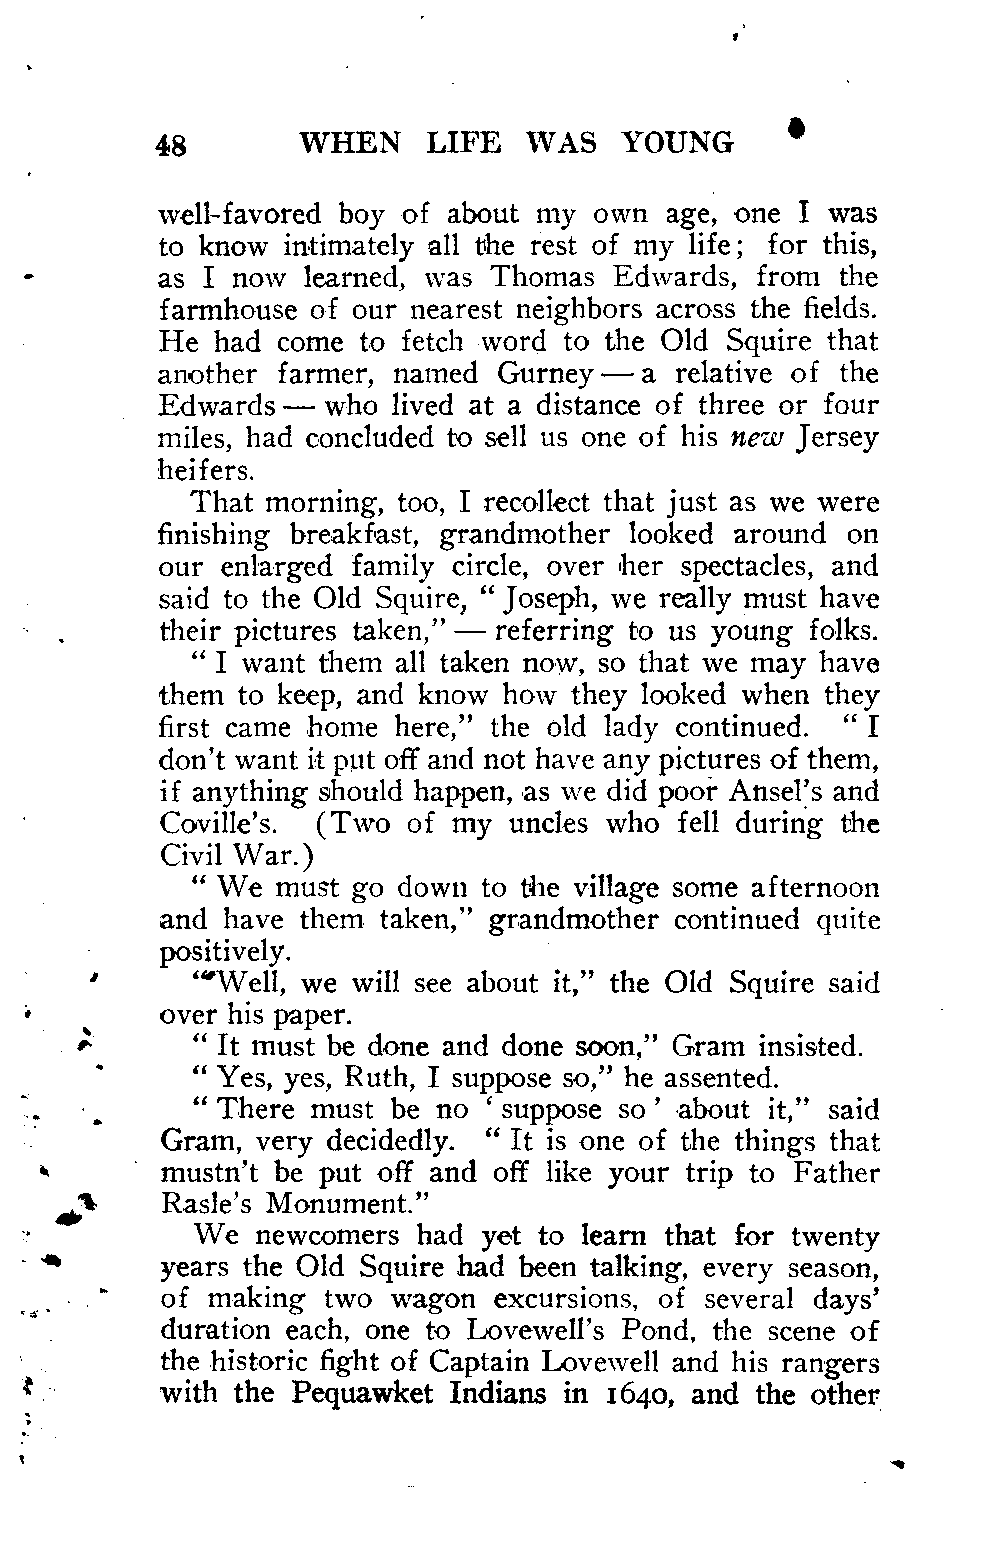 48 WHEN LIFE WAS YOUNG
well-favored boy of about my own age, one I was
to know intimately all the rest of my life; for this,
as I now learned, was Thomas Edwards, from the
farmhouse of our nearest neighbors across the fields.
He had come to fetch word to the Old Squire that
another farmer, named Gurney — a relative of the
Edwards — who lived at a distance of three or four
miles, had concluded to sell us one of his new Jersey
heifers.
That morning, too, I recollect that just as we were
finishing breakfast, grandmother looked around on
our enlarged family circle, over her spectacles, and
said to the Old Squire, “ Joseph, we really must have
their pictures taken,” — referring to us young folks.
“ I want them all taken now, so that we may have
them to keep, and know how they looked when they
first came home here,” the old lady continued. “ I
don't want it put off and not have any pictures of them,
if anything should happen, as we did poor Ansel's and
Coville's. (Two of my uncles who fell during the
Civil War.)
“ We must go down to the village some afternoon
and have them taken,” grandmother continued quite
positively.
“ Well, we will see about it,” the Old Squire said
over his paper.
“ It must be done and done soon,” Gram insisted.
“ Yes, yes, Ruth, I suppose so,” he assented.
“ There must be no ‘ suppose so ’ about it,” said
Gram, very decidedly. “ It is one of the things that
mustn't be put off and off like your trip to Father
Rasle's Monument.”
We newcomers had yet to learn that for twenty
years the Old Squire had been talking, every season,
of making two wagon excursions, of several days'
duration each, one to Lovewell's Pond, the scene of
the historic fight of Captain Lovewell and his rangers
with the Pequawket Indians in 1640, and the other